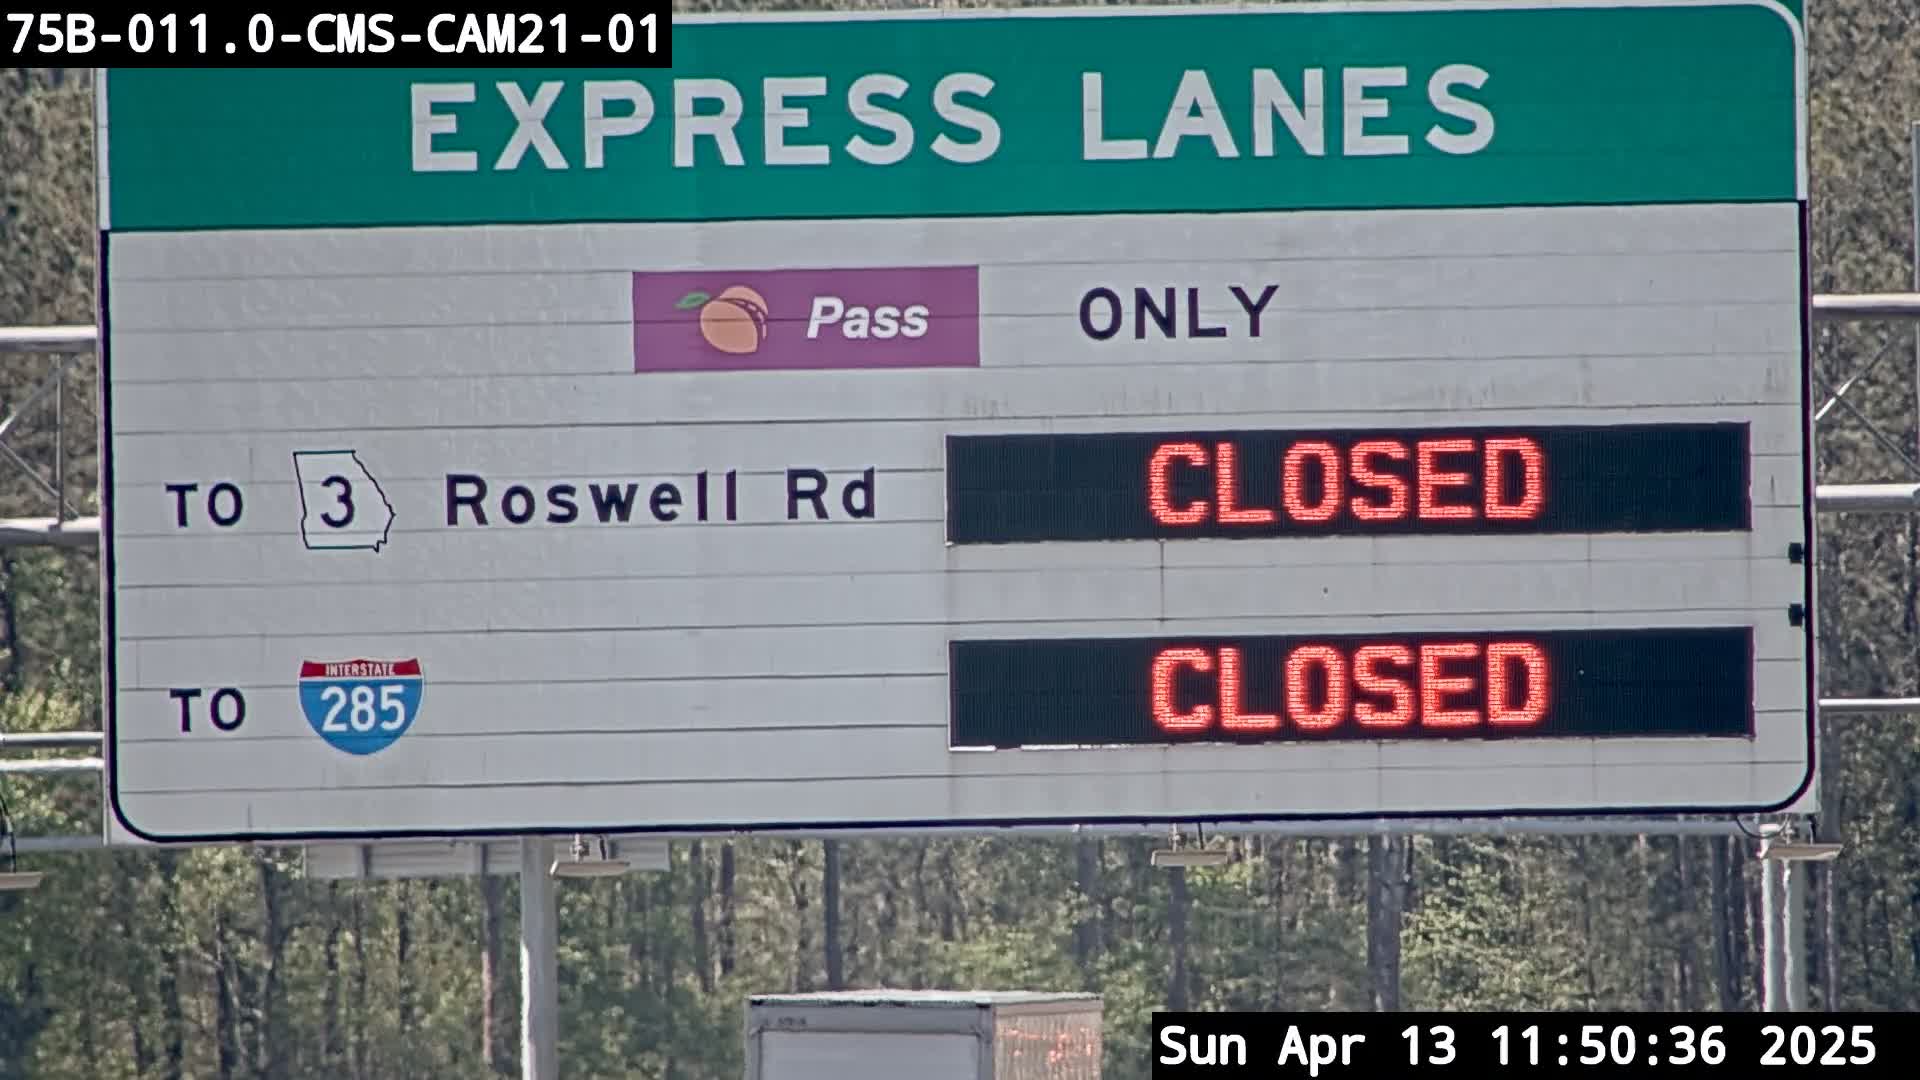 75B-011.0-CMS-CAM21-01
EXPRESS LANES
Pass ONLY
TO 3 Roswell Rd CLOSED
INTERSTATE
TO 285 CLOSED
Sun Apr 13 11:50:36 2025